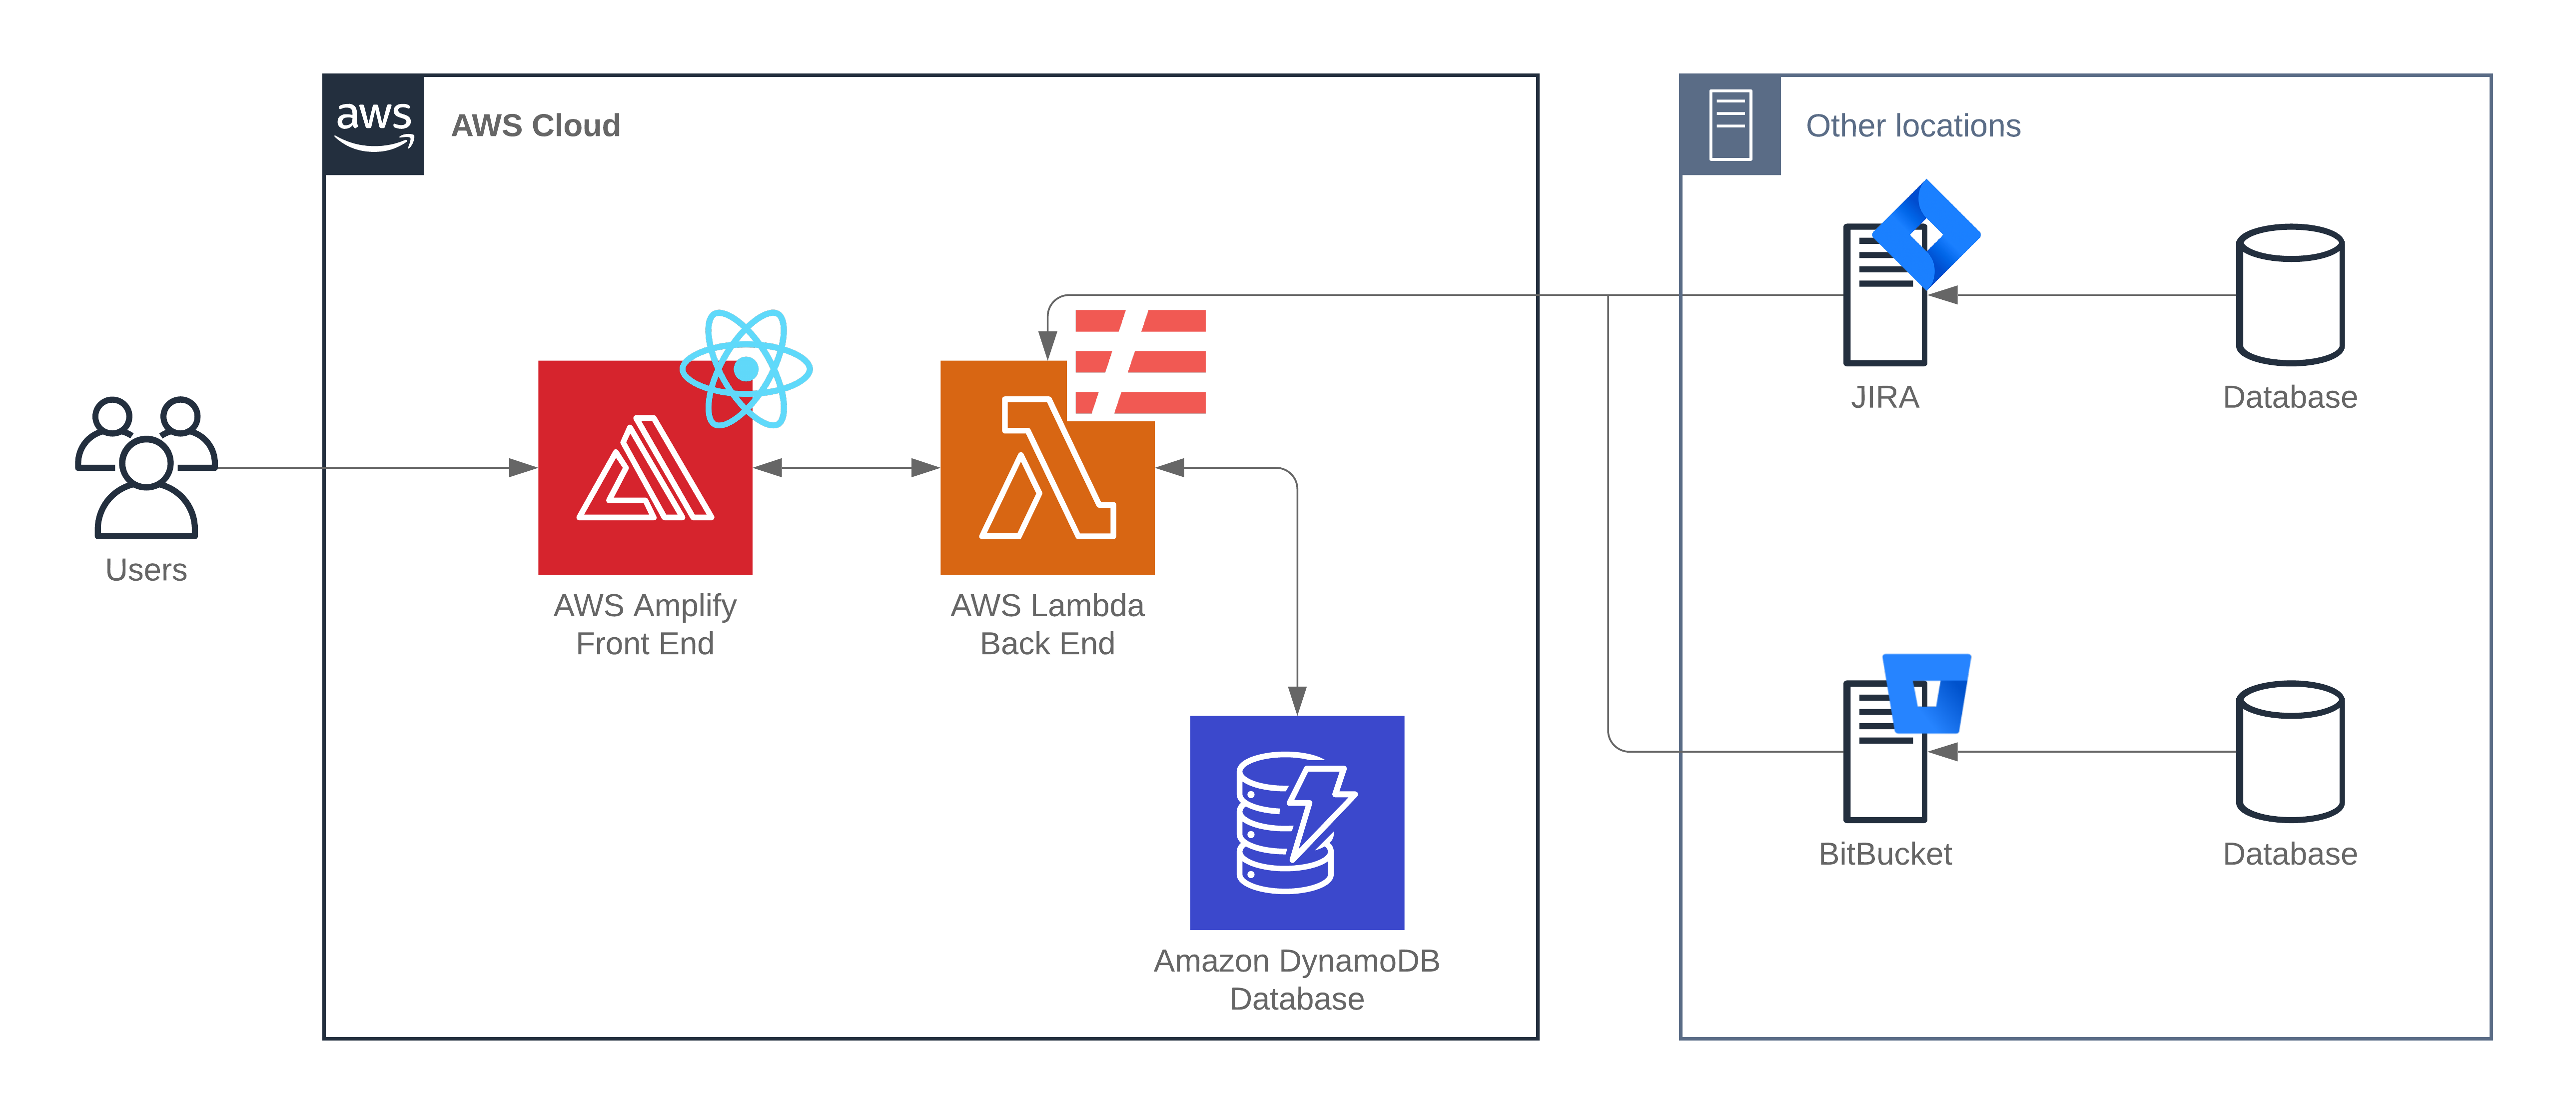 aws
AWS Cloud
Other locations
Users
AWS Amplify
Front End
AWS Lambda
Back End
Amazon DynamoDB
Database
JIRA
Database
BitBucket
Database